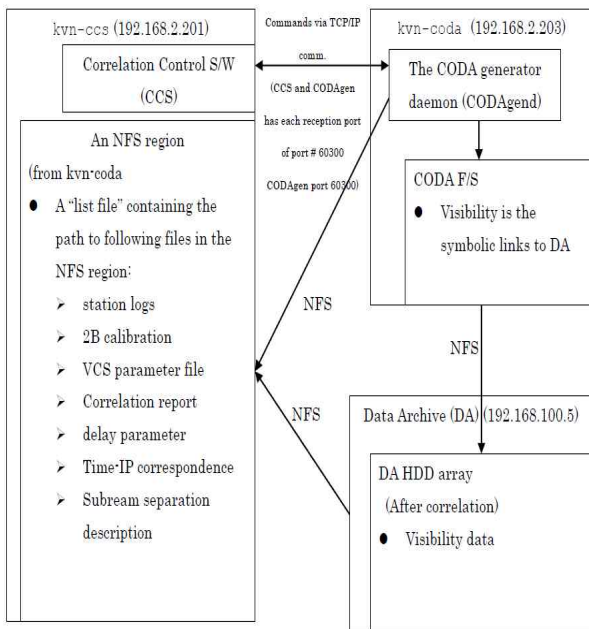 kvn-ccs (192.168.2.201)
Correlation Control S/W
(CCS)
An NFS region
(from kvn-coda
● A “list file” containing the
path to following files in the
NFS region:
➢ station logs
➢ 2B calibration
➢ VCS parameter file
➢ Correlation report
➢ delay parameter
➢ Time-IP correspondence
➢ Subream separation
description
Commands via TCP/IP
comm.
(CCS and CODAgen
has each reception port
of port # 60300
CODAgen port 60300)
NFS
NFS
kvn-coda (192.168.2.203)
The CODA generator
daemon (CODAgend)
CODA F/S
● Visibility is the
symbolic links to DA
NFS
Data Archive (DA) (192.168.100.5)
DA HDD array
(After correlation)
● Visibility data